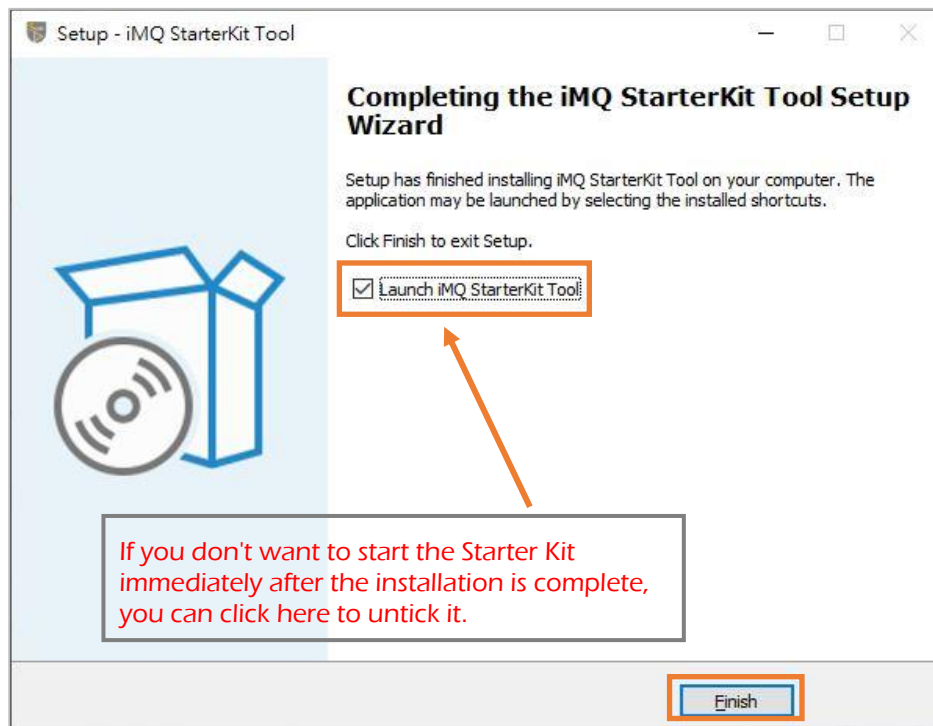 Setup - iMQ StarterKit Tool
Completing the iMQ StarterKit Tool Setup
Wizard
Setup has finished installing iMQ StarterKit Tool on your computer. The
application may be launched by selecting the installed shortcuts.
Click Finish to exit Setup.
Launch iMQ StarterKit Tool
If you don't want to start the Starter Kit
immediately after the installation is complete,
you can click here to untick it.
Finish